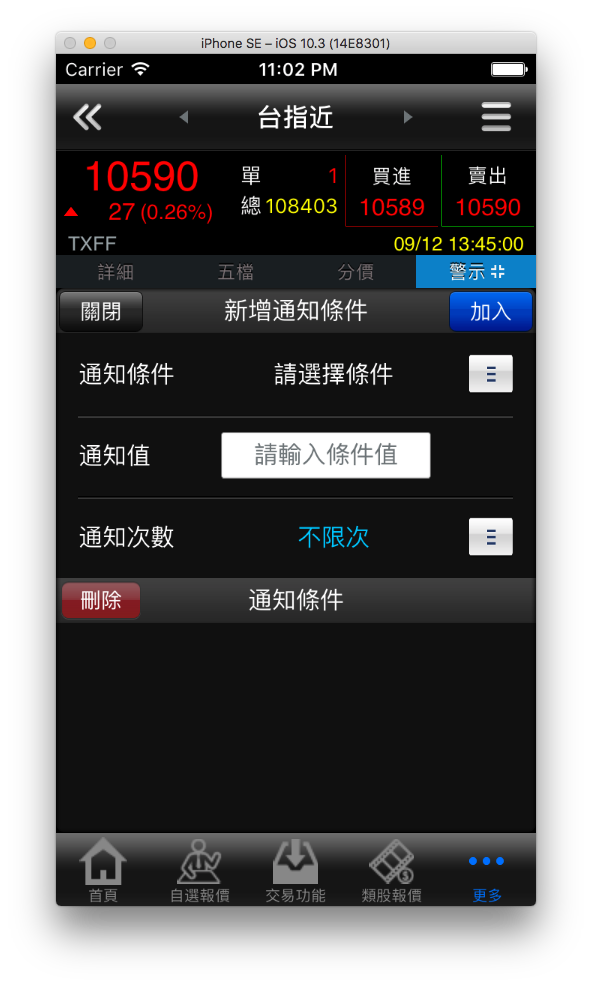 iPhone SE – iOS 10.3 (14E8301)
Carrier 11:02 PM
台指近
10590 單 1 買進 賣出
27 (0.26%) 總 108403 10589 10590
TXFF 09/12 13:45:00
詳細 五檔 分價 警示
關閉 新增通知條件 加入
通知條件 請選擇條件
通知值 請輸入條件值
通知次數 不限次
刪除 通知條件
首頁 自選報價 交易功能 類股報價 更多